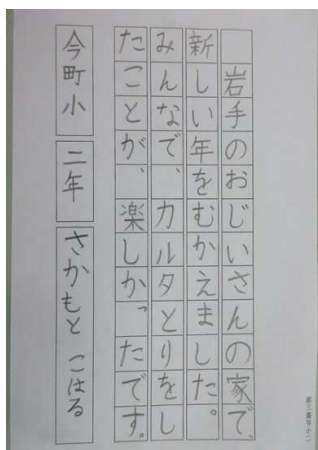 岩手のおじいさんの家で、
新しい年をむかえました。
みんなで、カルタとりをし
たことが、楽しかったです。
今町小 二年 さかもと こはる